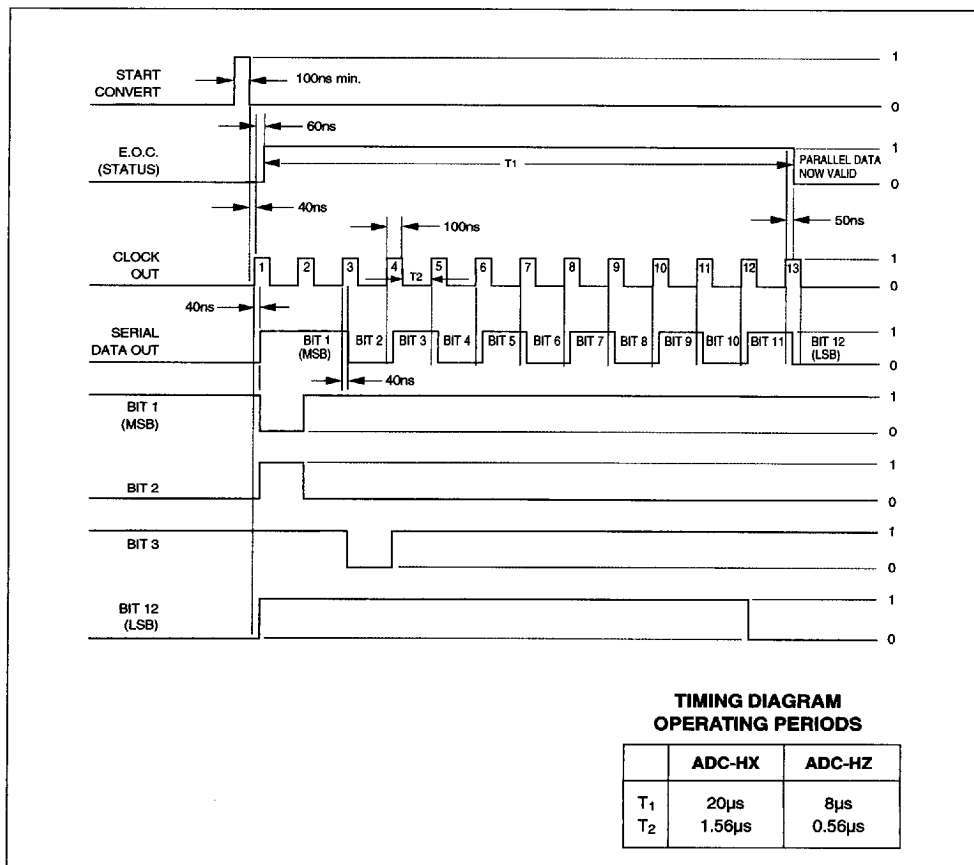 START
CONVERT
100ns min.
1
0
60ns
E.O.C.
(STATUS)
T1
PARALLEL DATA
NOW VALID
1
0
40ns
100ns
50ns
CLOCK
OUT
1 2 3 4 5 6 7 8 9 10 11 12 13
T2
1
0
40ns
SERIAL
DATA OUT
BIT 1
(MSB)
BIT 2 BIT 3 BIT 4 BIT 5 BIT 6 BIT 7 BIT 8 BIT 9 BIT 10 BIT 11
BIT 12
(LSB)
1
0
40ns
BIT 1
(MSB)
1
0
BIT 2
1
0
BIT 3
1
0
BIT 12
(LSB)
1
0
TIMING DIAGRAM
OPERATING PERIODS
ADC-HX ADC-HZ
T1 20µs 8µs
T2 1.56µs 0.56µs